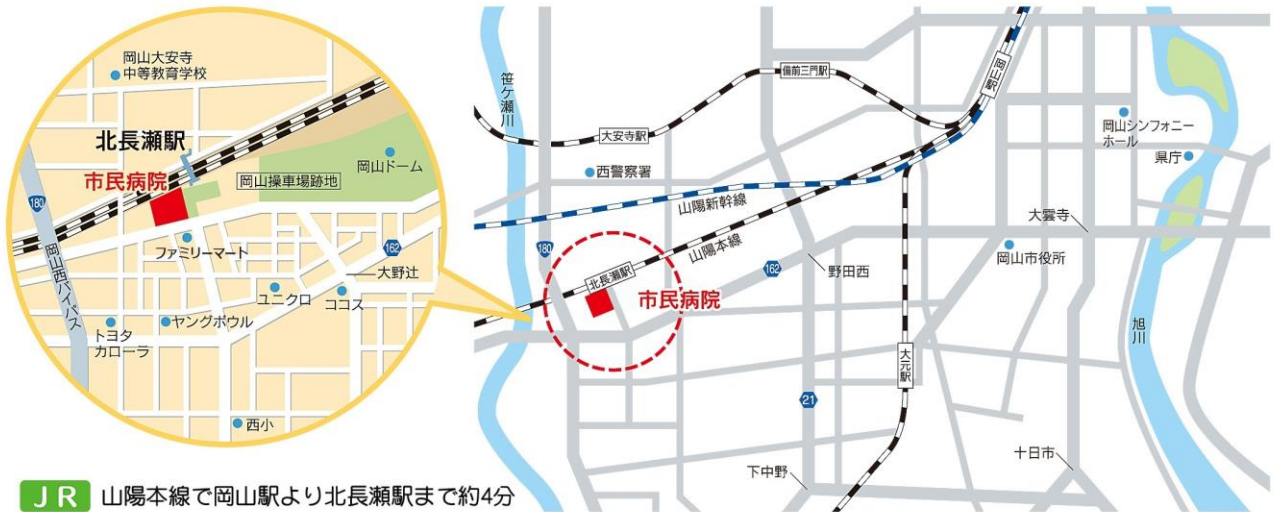 岡山大安寺
中等教育学校
北長瀬駅
市民病院
岡山操車場跡地
岡山ドーム
180
ファミリーマート
162
大野辻
岡山西バイパス
ユニクロ
ココス
トヨタ
カローラ
ヤングボウル
西小
笹ケ瀬川
備前三門駅
岡山駅
大安寺駅
西警察署
岡山シンフォニー
ホール
県庁
山陽新幹線
大雲寺
山陽本線
180
北長瀬駅
162
野田西
岡山市役所
市民病院
旭川
大元駅
21
下中野
十日市
JR 山陽本線で岡山駅より北長瀬駅まで約4分